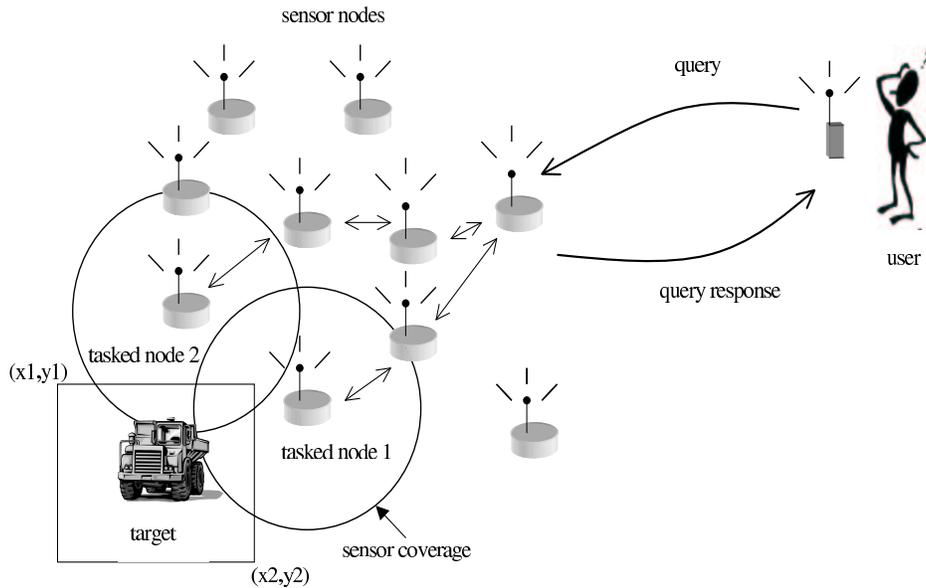 sensor nodes
query
user
query response
tasked node 2
(x1,y1)
tasked node 1
target
sensor coverage
(x2,y2)